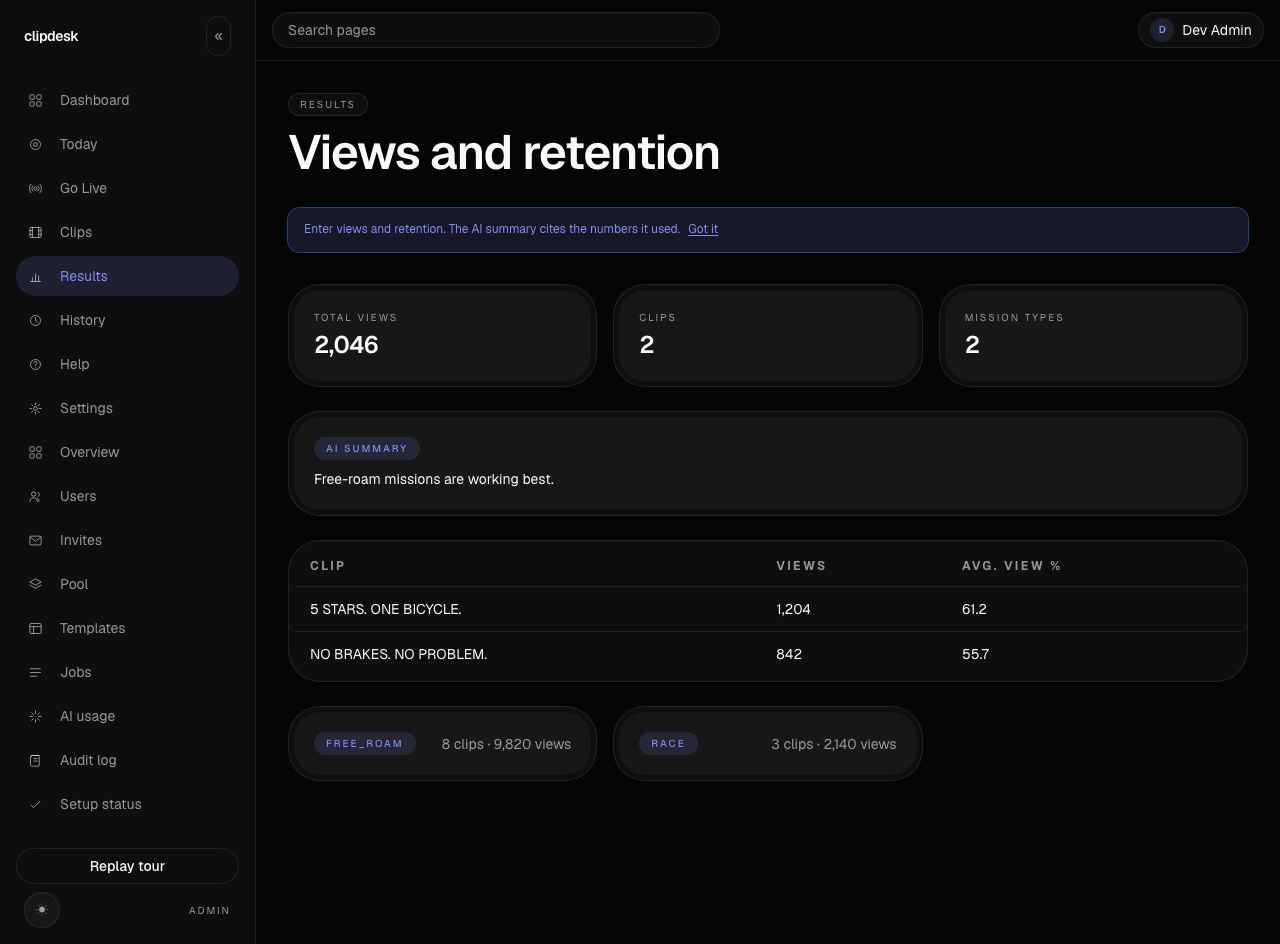 clipdesk
«
Search pages
D
Dev Admin
Dashboard
Today
Go Live
Clips
Results
History
Help
Settings
Overview
Users
Invites
Pool
Templates
Jobs
AI usage
Audit log
Setup status
Replay tour
ADMIN
RESULTS
Views and retention
Enter views and retention. The AI summary cites the numbers it used. Got it
TOTAL VIEWS
2,046
CLIPS
2
MISSION TYPES
2
AI SUMMARY
Free-roam missions are working best.
CLIP VIEWS AVG. VIEW %
5 STARS. ONE BICYCLE. 1,204 61.2
NO BRAKES. NO PROBLEM. 842 55.7
FREE_ROAM 8 clips · 9,820 views
RACE 3 clips · 2,140 views